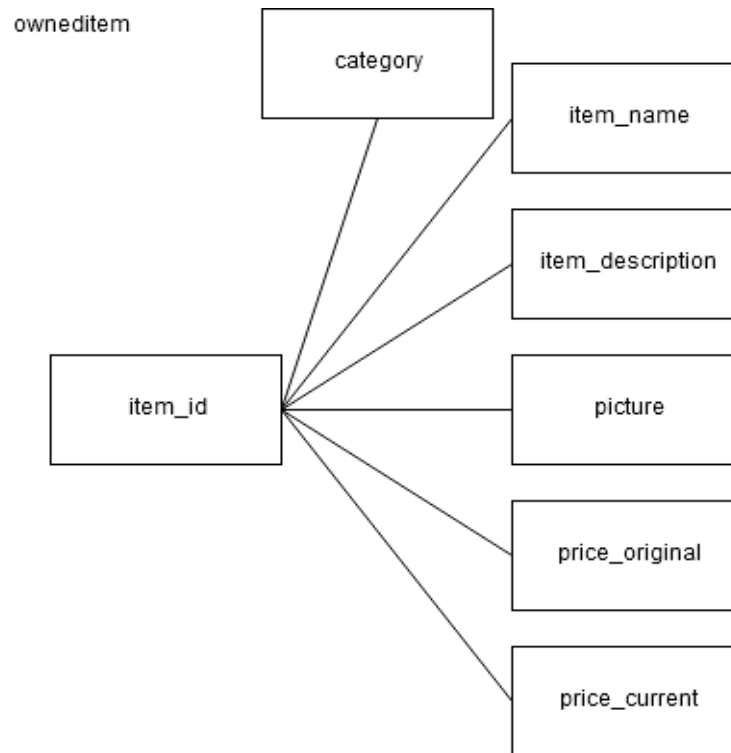 owneditem
category
item_name
item_description
item_id
picture
price_original
price_current